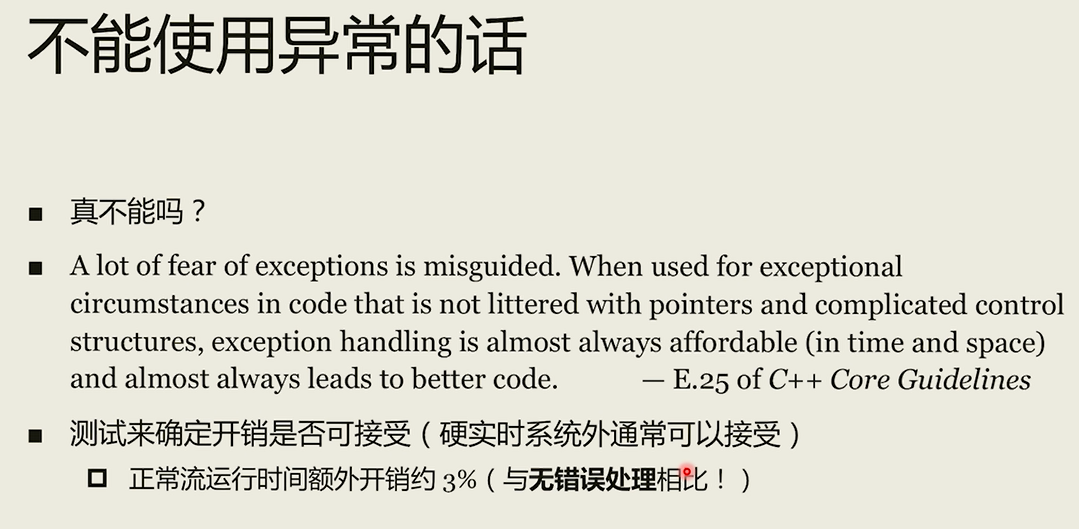 不能使用异常的话
真不能吗？
A lot of fear of exceptions is misguided. When used for exceptional
circumstances in code that is not littered with pointers and complicated control
structures, exception handling is almost always affordable (in time and space)
and almost always leads to better code. — E.25 of C++ Core Guidelines
测试来确定开销是否可接受（硬实时系统外通常可以接受）
正常流运行时间额外开销约 3%（与无错误处理相比！）